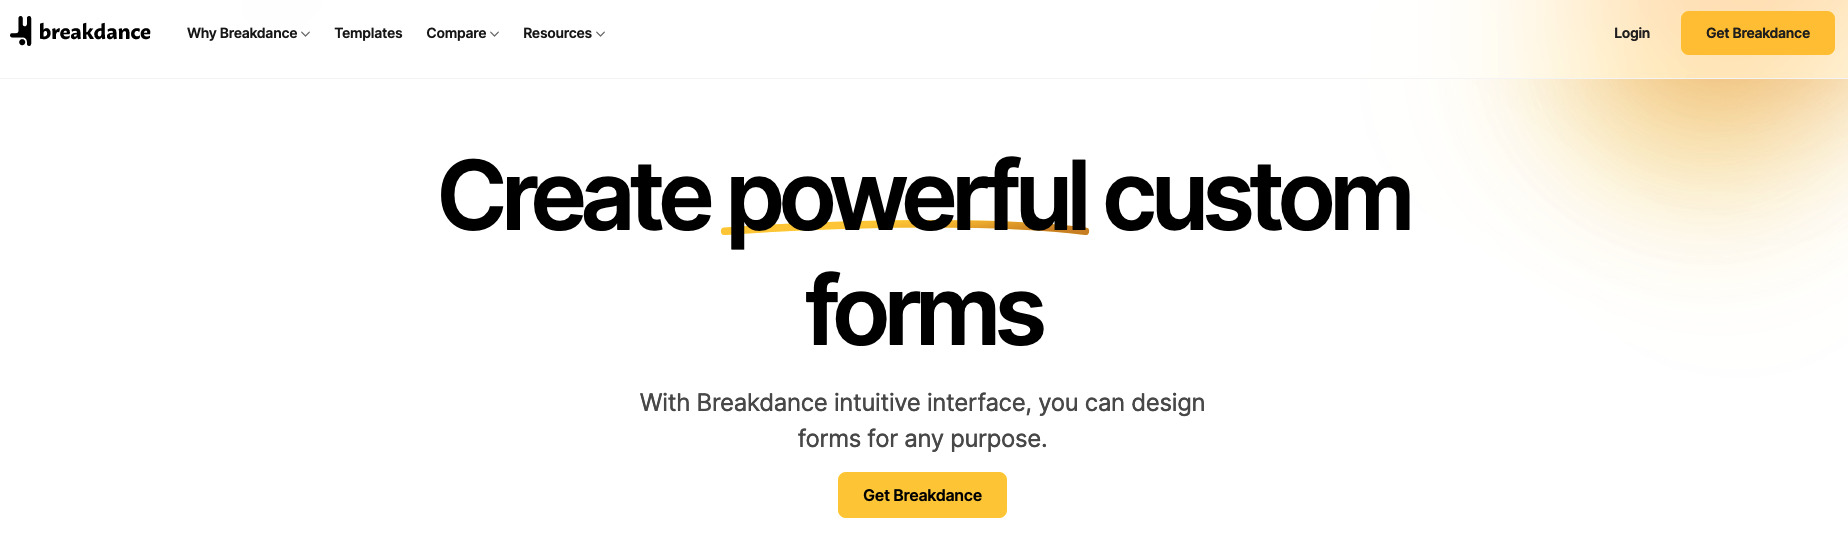 breakdance
Why Breakdance
Templates
Compare
Resources
Login
Get Breakdance
Create powerful custom
forms
With Breakdance intuitive interface, you can design
forms for any purpose.
Get Breakdance